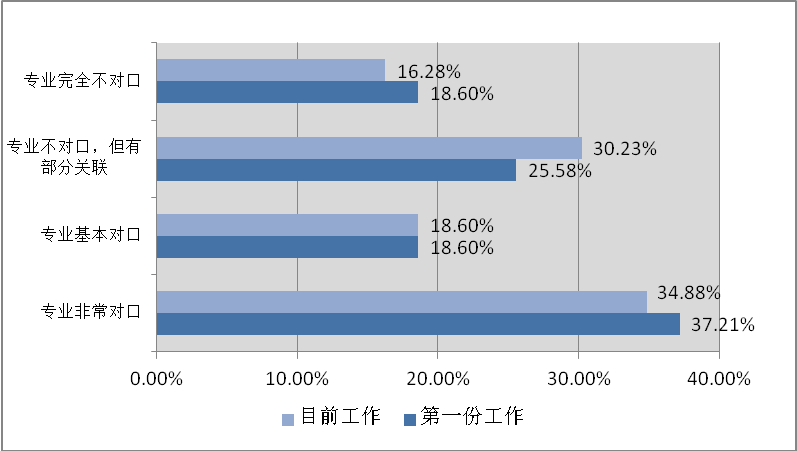 专业完全不对口
16.28%
18.60%
专业不对口，但有
部分关联
30.23%
25.58%
专业基本对口
18.60%
18.60%
专业非常对口
34.88%
37.21%
0.00% 10.00% 20.00% 30.00% 40.00%
目前工作 第一份工作